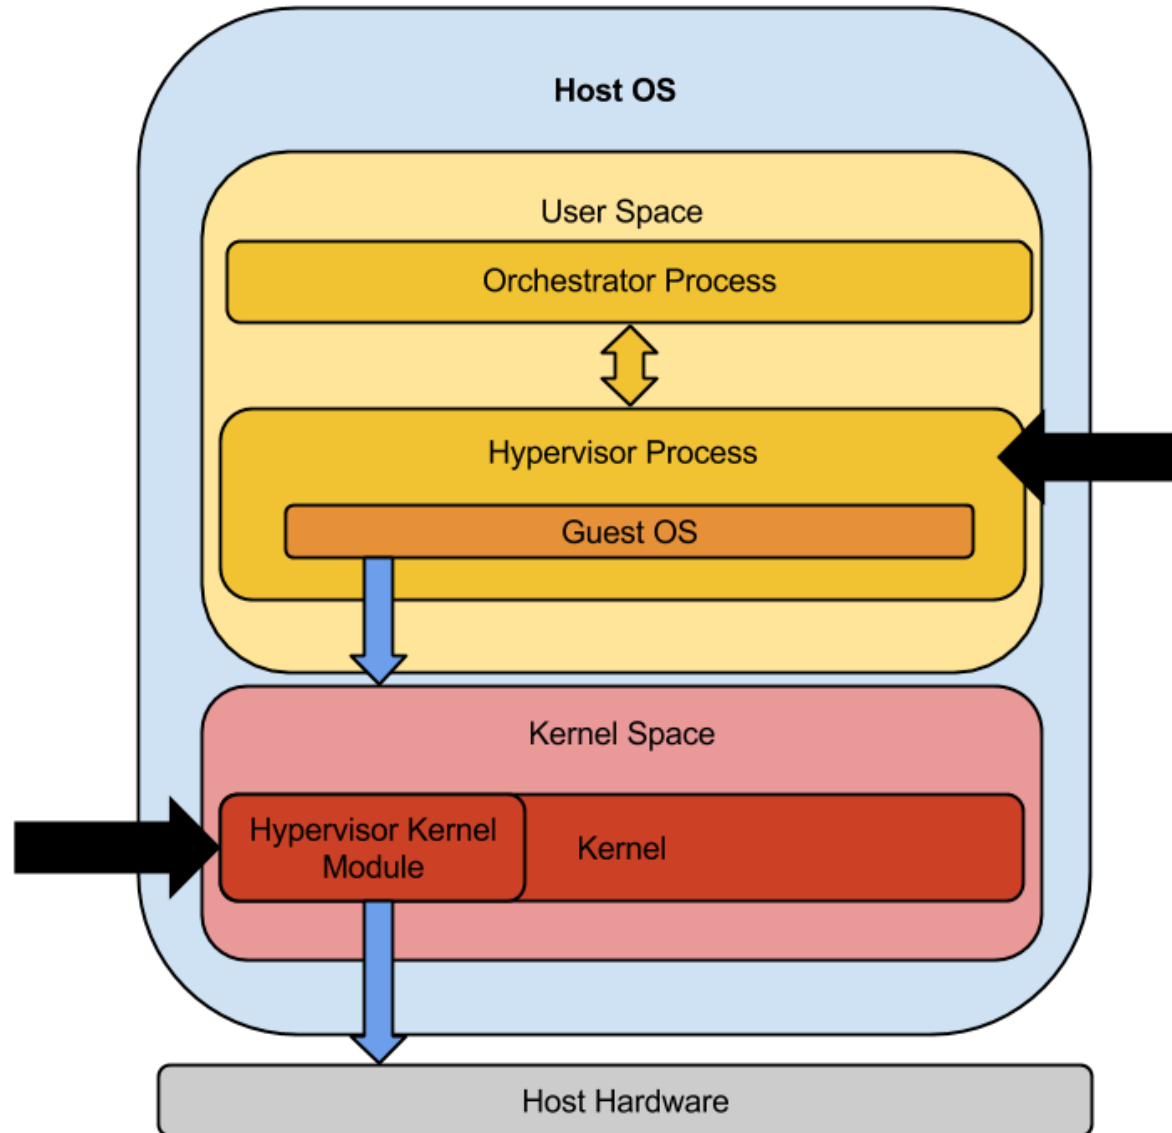 Host OS
User Space
Orchestrator Process
Hypervisor Process
Guest OS
Kernel Space
Hypervisor Kernel
Module
Kernel
Host Hardware